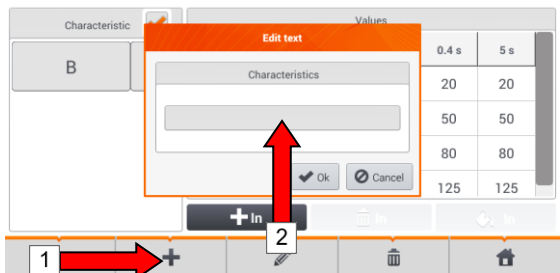 Characteristic
Values
Edit text
0.4 s 5 s
B
Characteristics
20 20
50 50
80 80
Ok Cancel
125 125
In In In
2
1